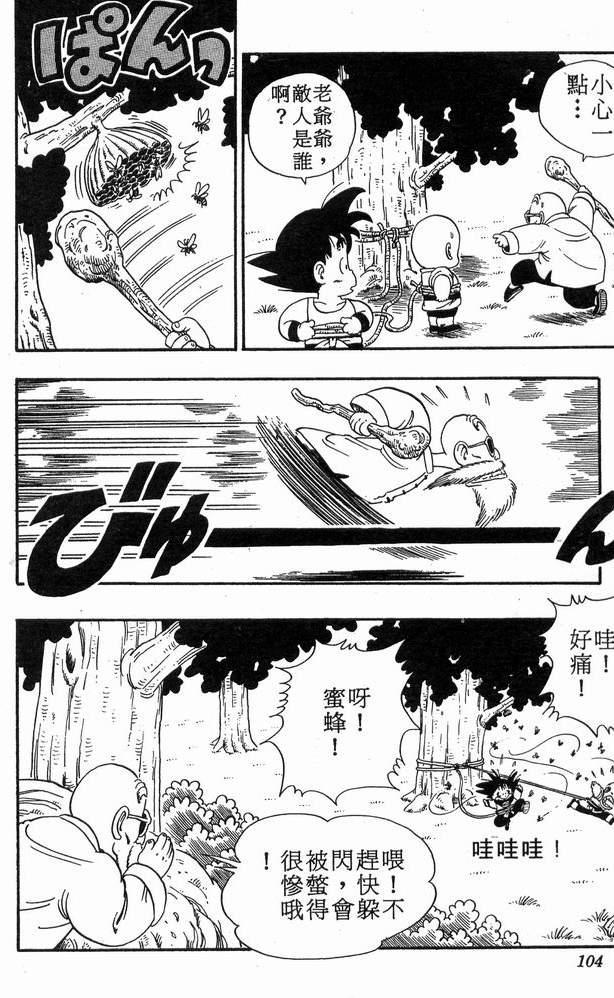 小心一
點…
老爺爺，
敵人是誰
啊？
ぱんっ
びゅーん
哇！
好痛！
呀！
蜜蜂！
哇哇哇！
喂！不
趕快躲
閃，會
被螫得
很慘哦
！
104